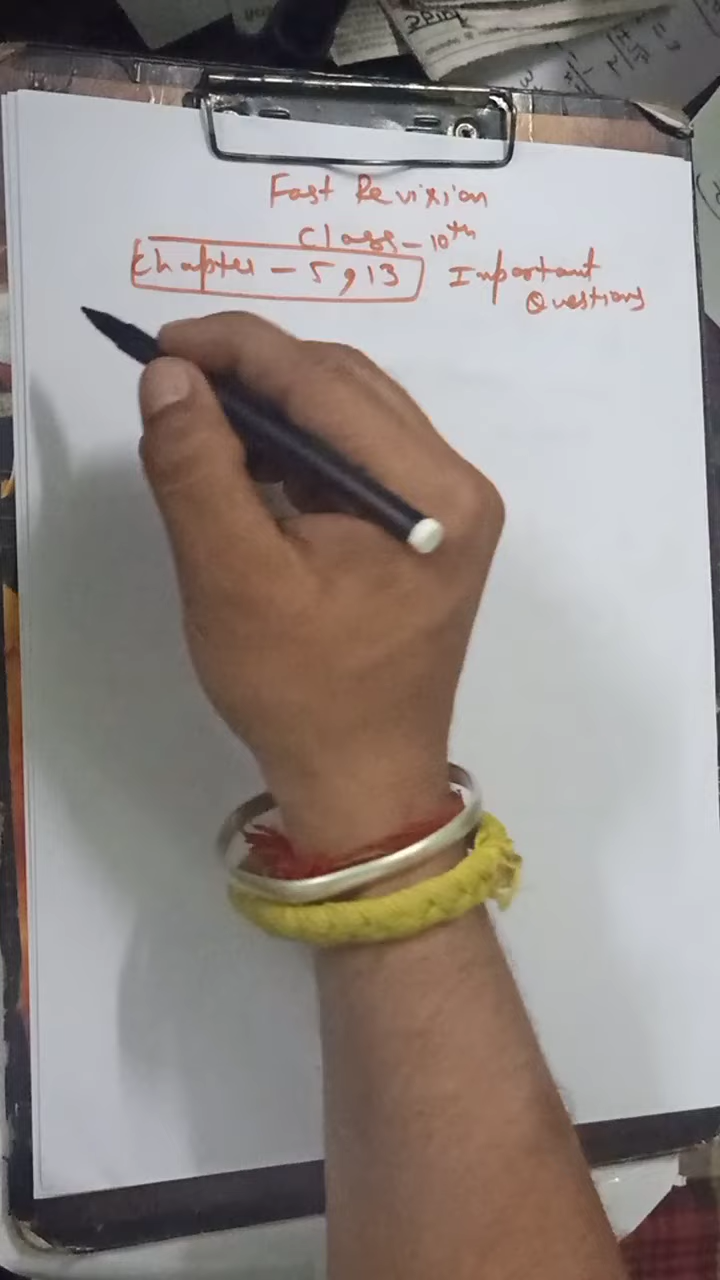 Fast Revision
Class-10th
Chapter - 5,13 Important
Questions